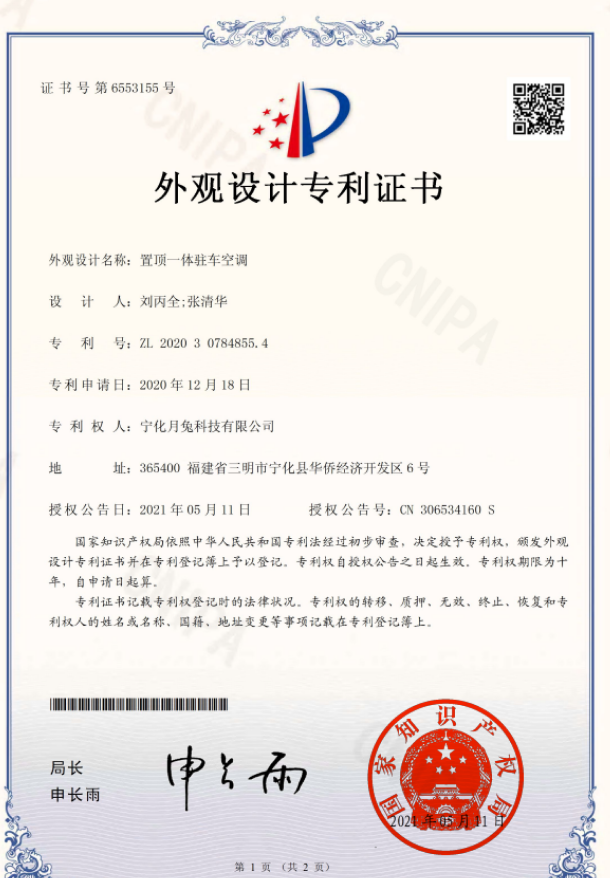 证书号第6553155号
外观设计专利证书
外观设计名称：置顶一体驻车空调
设计人：刘丙全;张清华
专利号：ZL 2020 3 0784855.4
专利申请日：2020年12月18日
专利权人：宁化月兔科技有限公司
地址：365400 福建省三明市宁化县华侨经济开发区6号
授权公告日：2021年05月11日 授权公告号：CN 306534160 S
国家知识产权局依照中华人民共和国专利法经过初步审查，决定授予专利权，颁发外观
设计专利证书并在专利登记簿上予以登记。专利权自授权公告之日起生效。专利权期限为十
年，自申请日起算。
专利证书记载专利权登记时的法律状况。专利权的转移、质押、无效、终止、恢复和专
利权人的姓名或名称、国籍、地址变更等事项记载在专利登记簿上。
局长
申长雨
申长雨
国家知识产权局
2021年05月11日
第 1 页 （共 2 页）
CNIPA
CNIPA
CNIPA